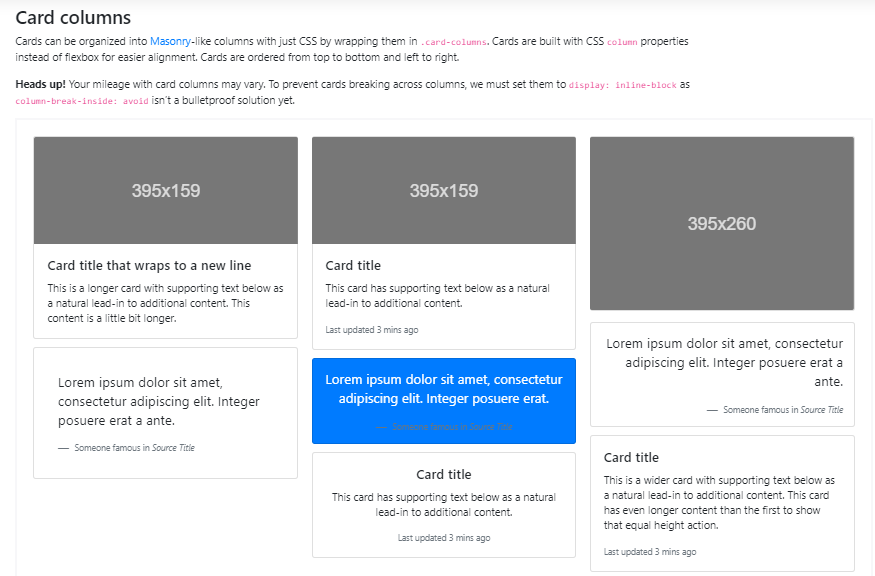 Card columns
Cards can be organized into Masonry-like columns with just CSS by wrapping them in .card-columns. Cards are built with CSS column properties
instead of flexbox for easier alignment. Cards are ordered from top to bottom and left to right.
Heads up! Your mileage with card columns may vary. To prevent cards breaking across columns, we must set them to display: inline-block as
column-break-inside: avoid isn't a bulletproof solution yet.
395x159
Card title that wraps to a new line
This is a longer card with supporting text below as
a natural lead-in to additional content. This
content is a little bit longer.
Lorem ipsum dolor sit amet,
consectetur adipiscing elit. Integer
posuere erat a ante.
— Someone famous in Source Title
395x159
Card title
This card has supporting text below as a natural
lead-in to additional content.
Last updated 3 mins ago
Lorem ipsum dolor sit amet, consectetur
adipiscing elit. Integer posuere erat.
— Someone famous in Source Title
Card title
This card has supporting text below as a natural
lead-in to additional content.
Last updated 3 mins ago
395x260
Lorem ipsum dolor sit amet, consectetur
adipiscing elit. Integer posuere erat a
ante.
— Someone famous in Source Title
Card title
This is a wider card with supporting text below as
a natural lead-in to additional content. This card
has even longer content than the first to show
that equal height action.
Last updated 3 mins ago